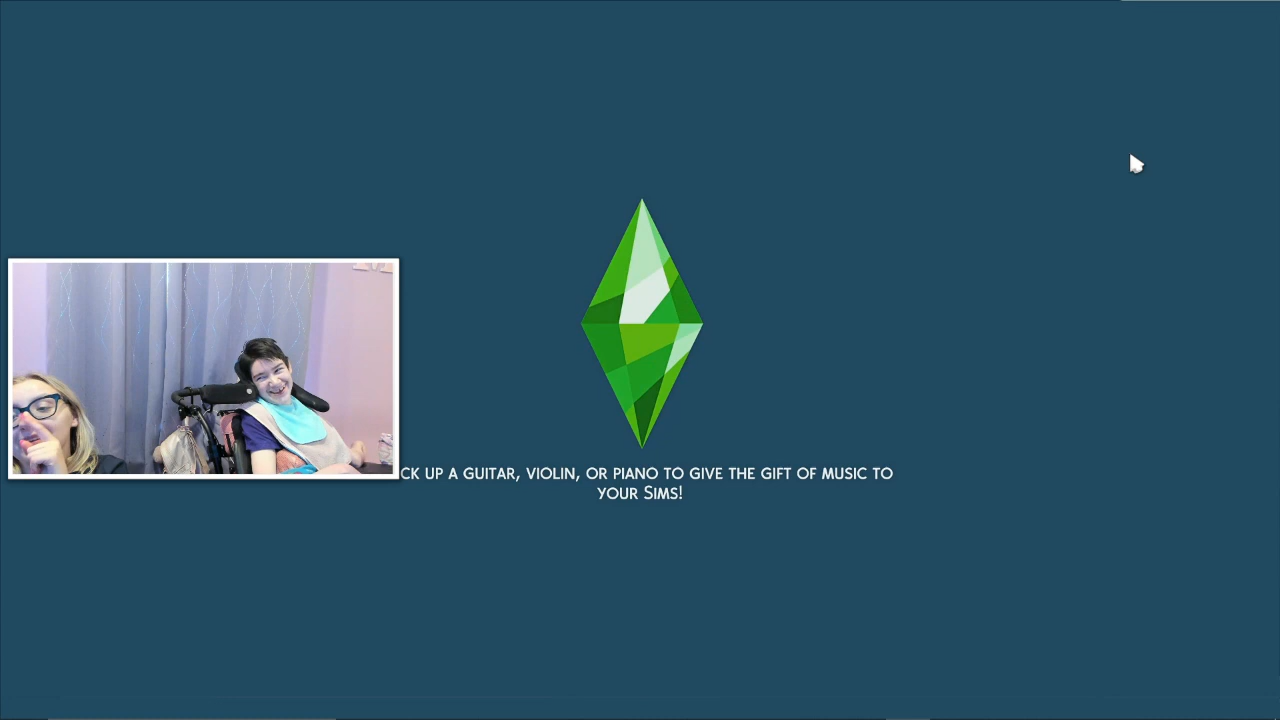 CK UP A GUITAR, VIOLIN, OR PIANO TO GIVE THE GIFT OF MUSIC TO
YOUR SIMS!